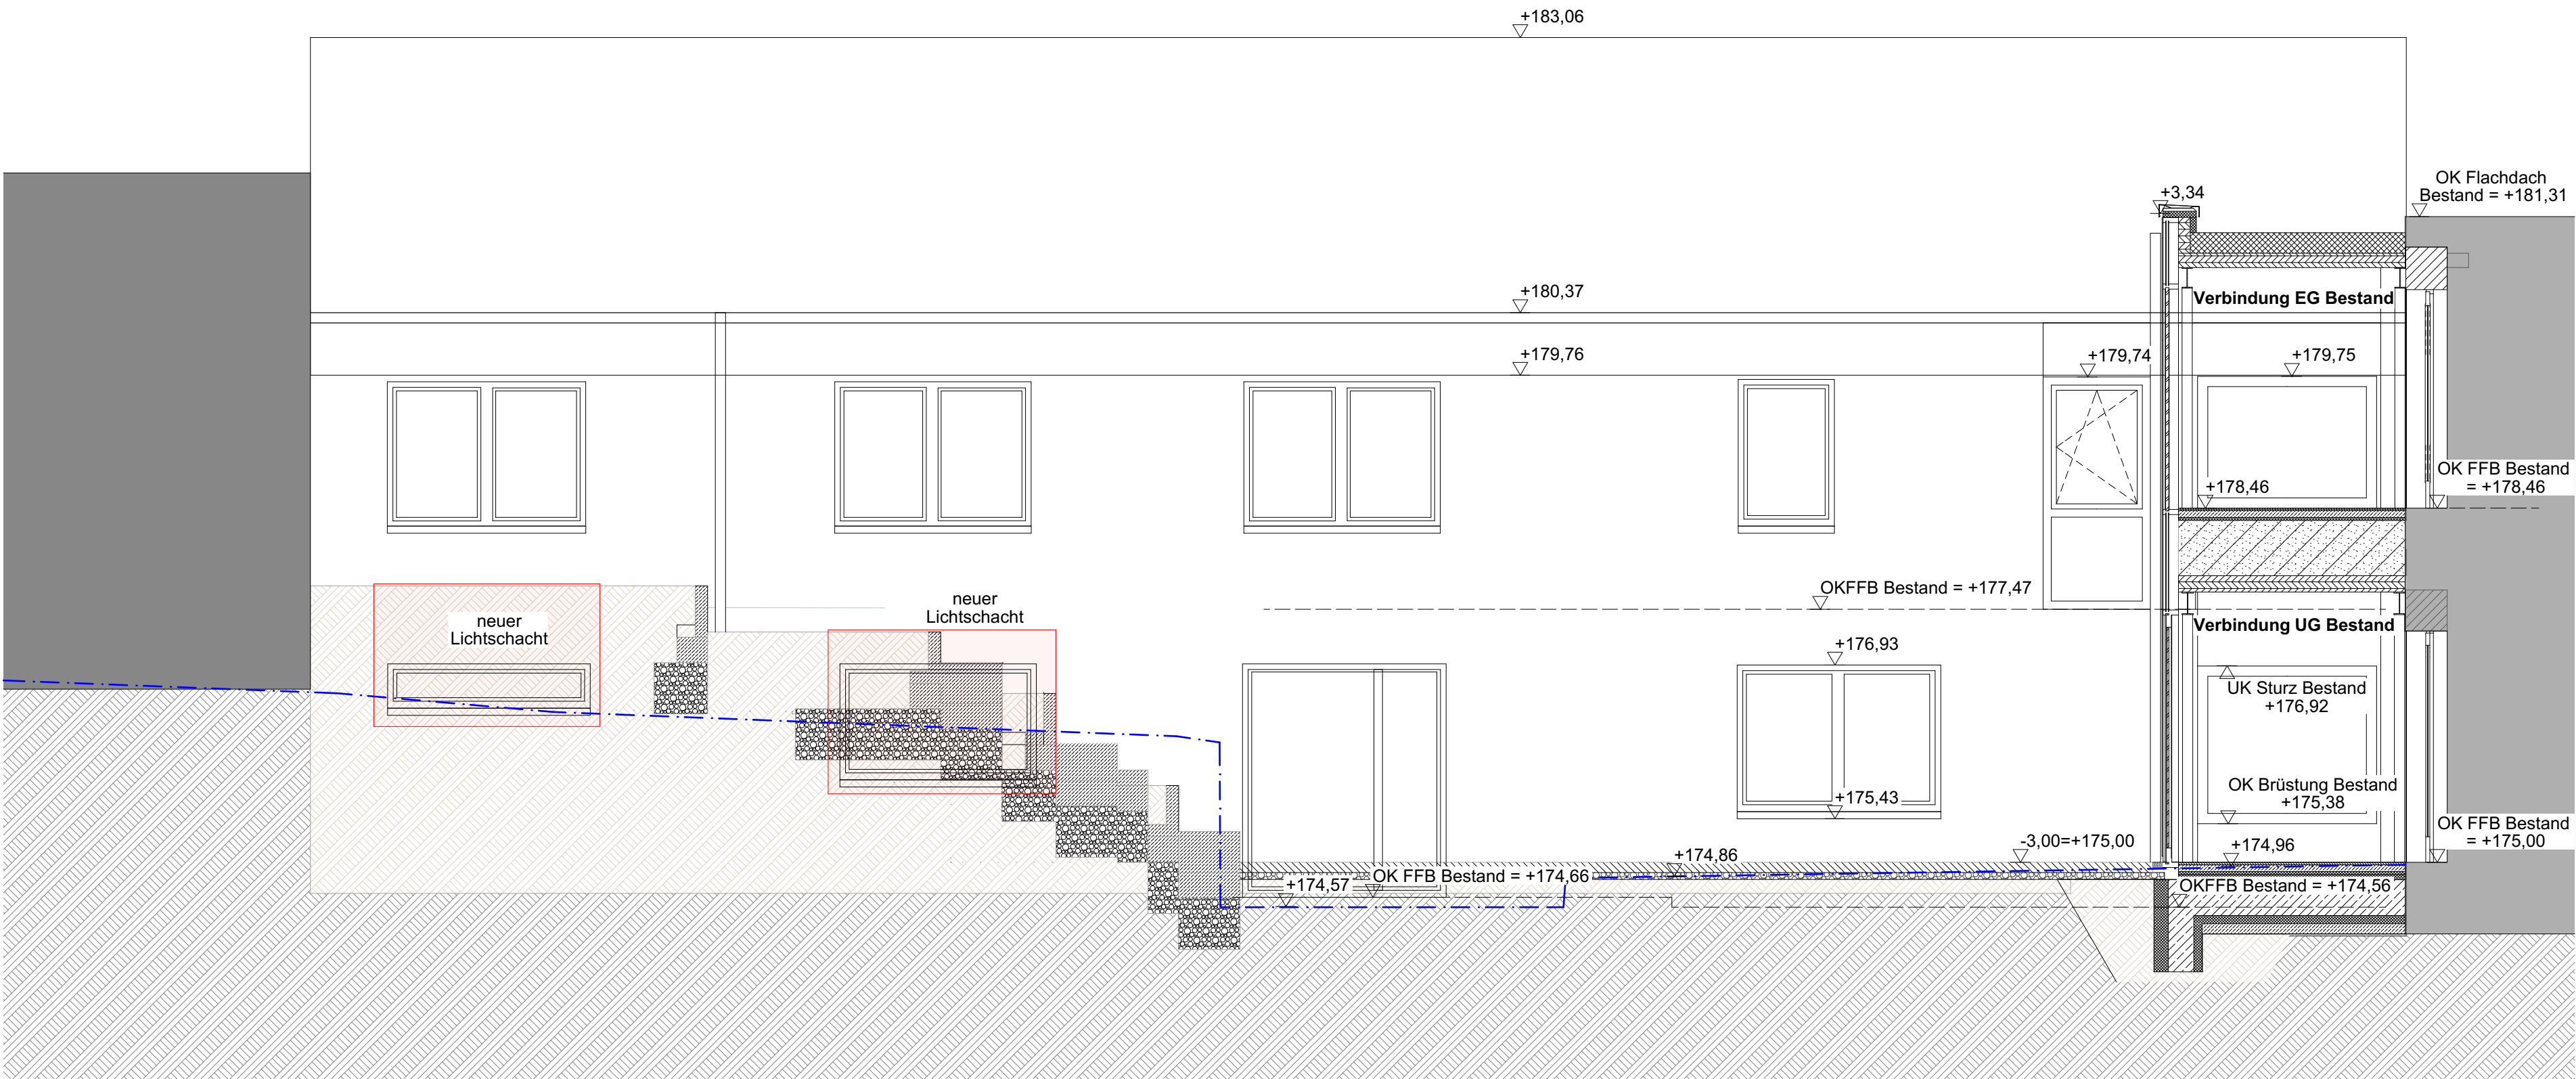 +183,06
OK Flachdach
Bestand = +181,31
+3,34
+180,37
Verbindung EG Bestand
+179,76
+179,74
+179,75
OK FFB Bestand
= +178,46
+178,46
OKFFB Bestand = +177,47
neuer
Lichtschacht
neuer
Lichtschacht
Verbindung UG Bestand
+176,93
UK Sturz Bestand
+176,92
OK Brüstung Bestand
+175,38
+175,43
OK FFB Bestand
= +175,00
-3,00=+175,00
+174,96
+174,86
OK FFB Bestand = +174,66
+174,57
OKFFB Bestand = +174,56